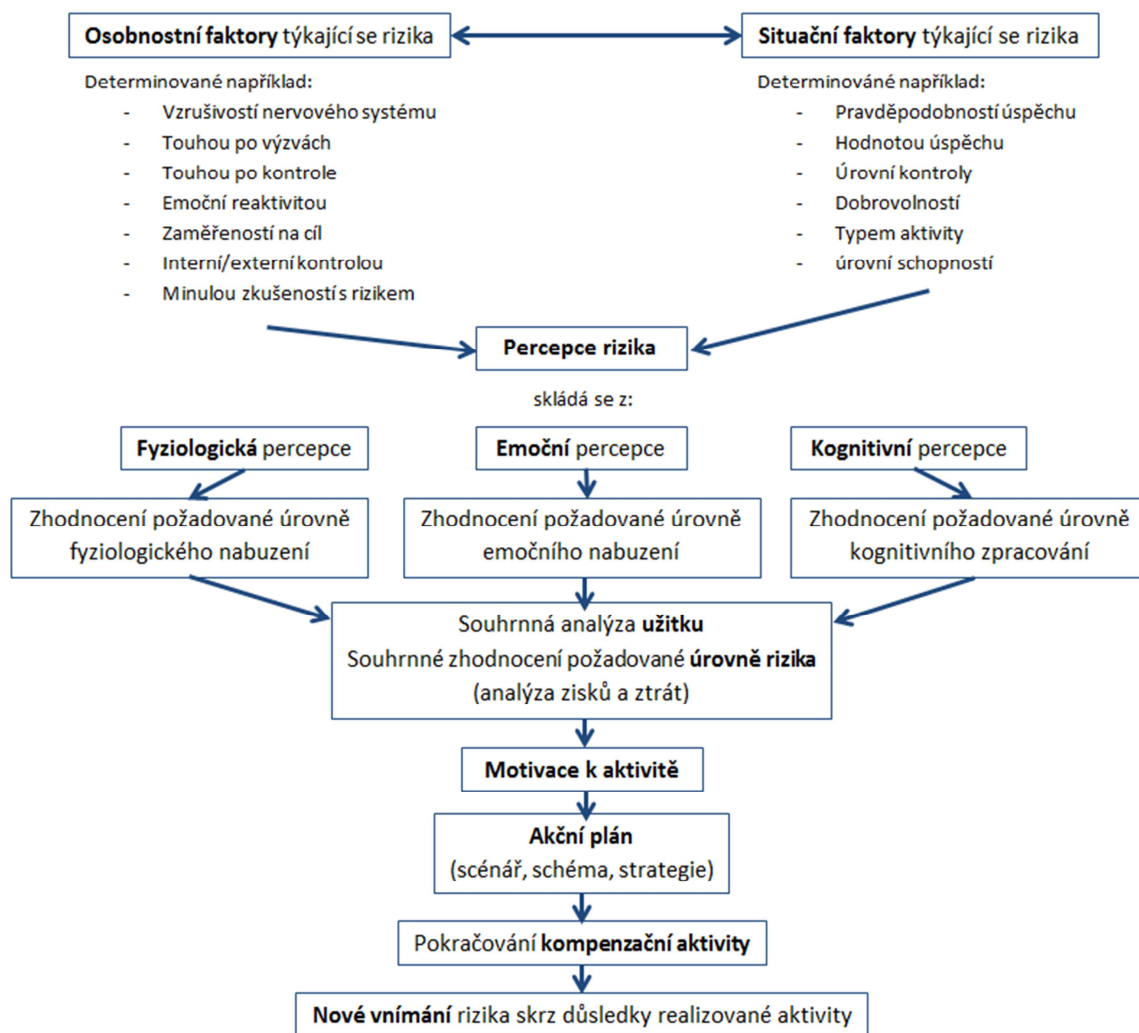 Osobnostní faktory týkající se rizika
Situační faktory týkající se rizika
Determinované například:
- Vzrušivostí nervového systému
- Touhou po výzvách
- Touhou po kontrole
- Emoční reaktivitou
- Zaměřeností na cíl
- Interní/externí kontrolou
- Minulou zkušeností s rizikem
Determinováné například:
- Pravděpodobností úspěchu
- Hodnotou úspěchu
- Úrovní kontroly
- Dobrovolností
- Typem aktivity
- úrovní schopností
Percepce rizika
skládá se z:
Fyziologická percepce
Emoční percepce
Kognitivní percepce
Zhodnocení požadované úrovně
fyziologického nabuzení
Zhodnocení požadované úrovně
emočního nabuzení
Zhodnocení požadované úrovně
kognitivního zpracování
Souhrnná analýza užitku
Souhrnné zhodnocení požadované úrovně rizika
(analýza zisků a ztrát)
Motivace k aktivitě
Akční plán
(scénář, schéma, strategie)
Pokračování kompenzační aktivity
Nové vnímání rizika skrz důsledky realizované aktivity